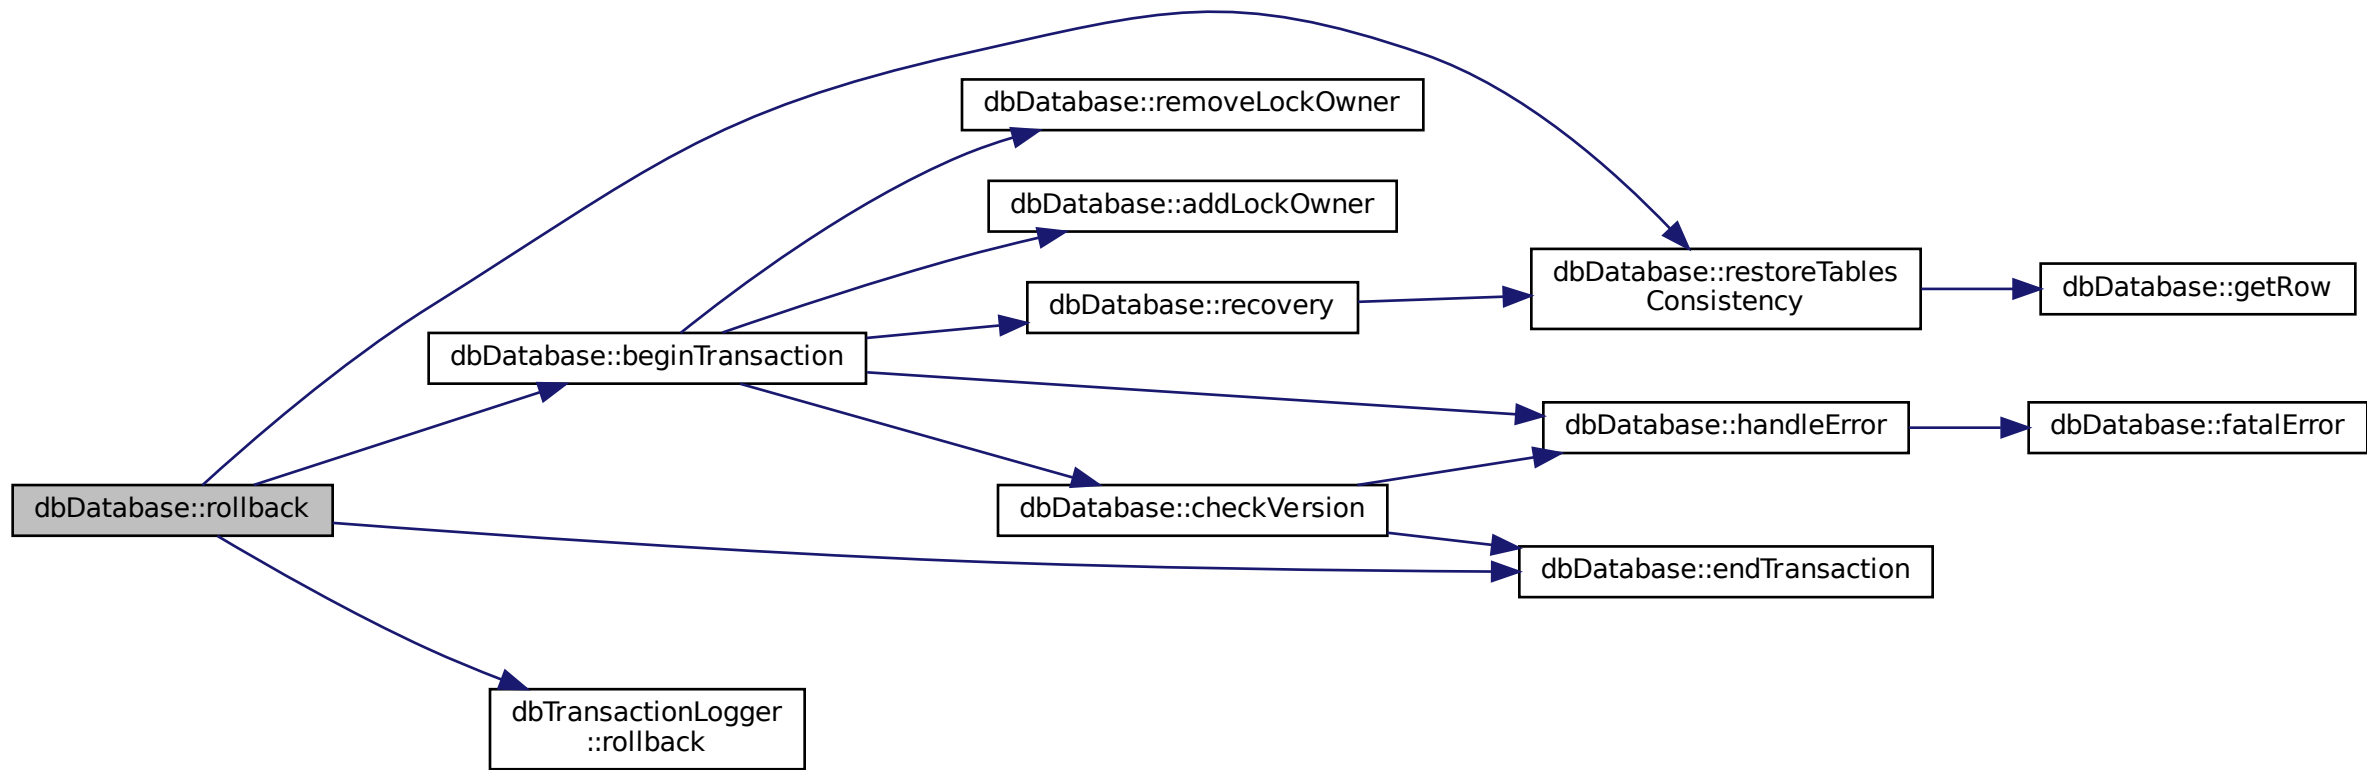 dbDatabase::removeLockOwner
dbDatabase::addLockOwner
dbDatabase::restoreTables
Consistency
dbDatabase::getRow
dbDatabase::recovery
dbDatabase::beginTransaction
dbDatabase::handleError
dbDatabase::fatalError
dbDatabase::rollback
dbDatabase::checkVersion
dbDatabase::endTransaction
dbTransactionLogger
::rollback